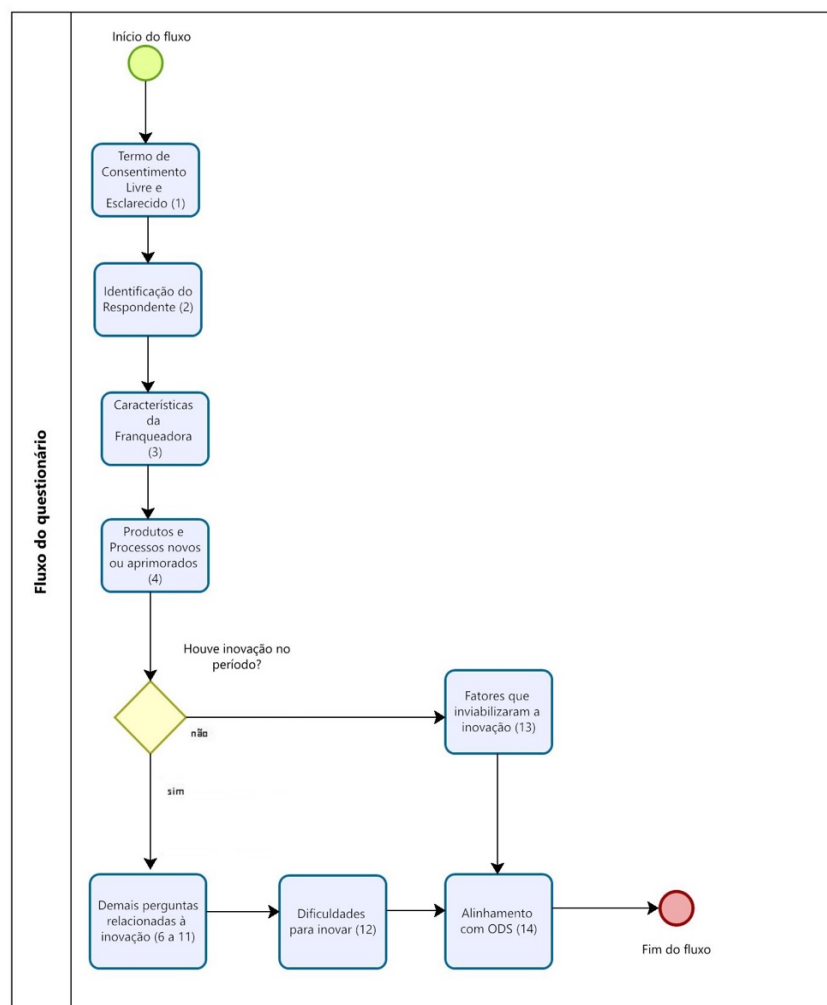 Fluxo do questionário
Início do fluxo
Termo de
Consentimento
Livre e
Esclarecido (1)
Identificação do
Respondente (2)
Características
da
Franqueadora
(3)
Produtos e
Processos novos
ou aprimorados
(4)
Houve inovação no
período?
não
sim
Fatores que
inviabilizaram a
inovação (13)
Demais perguntas
relacionadas à
inovação (6 a 11)
Dificuldades
para inovar (12)
Alinhamento
com ODS (14)
Fim do fluxo